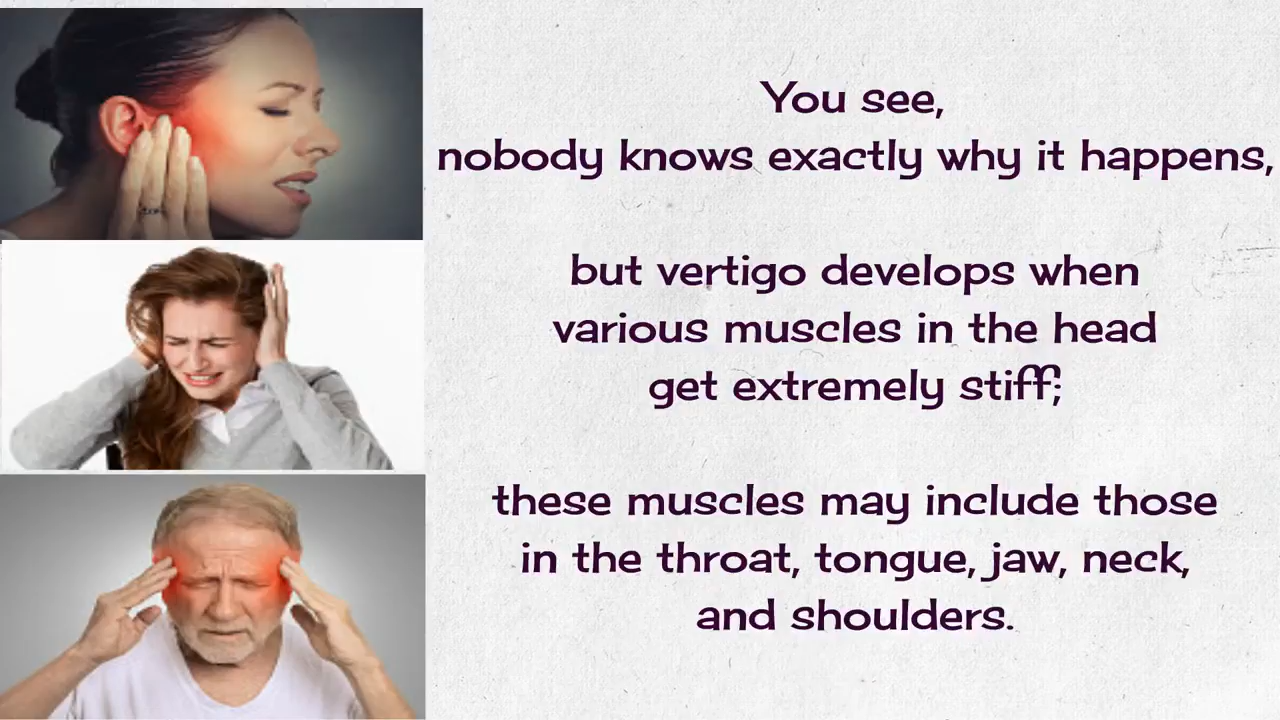 You see,
nobody knows exactly why it happens,
but vertigo develops when
various muscles in the head
get extremely stiff;
these muscles may include those
in the throat, tongue, jaw, neck,
and shoulders.